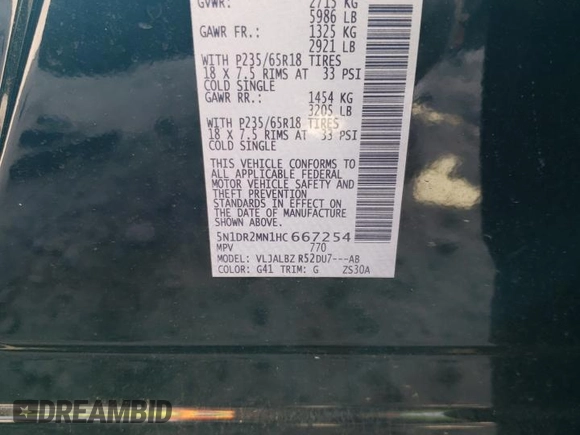 GVWR: 2715 KG
5986 LB
GAWR FR: 1325 KG
2921 LB
WITH P235/65R18 TIRES
18 X 7.5 RIMS AT 33 PSI
COLD SINGLE
GAWR RR: 1454 KG
3205 LB
WITH P235/65R18 TIRES
18 X 7.5 RIMS AT 33 PSI
COLD SINGLE
THIS VEHICLE CONFORMS TO
ALL APPLICABLE FEDERAL
MOTOR VEHICLE SAFETY AND
THEFT PREVENTION
STANDARDS IN EFFECT ON
THE DATE OF MANUFACTURE
SHOWN ABOVE.
5N1DR2MN1HC667254
MPV 770
MODEL: VLJALBZ R52DU7---AB
COLOR: G41 TRIM: G ZS30A
DREAMBID